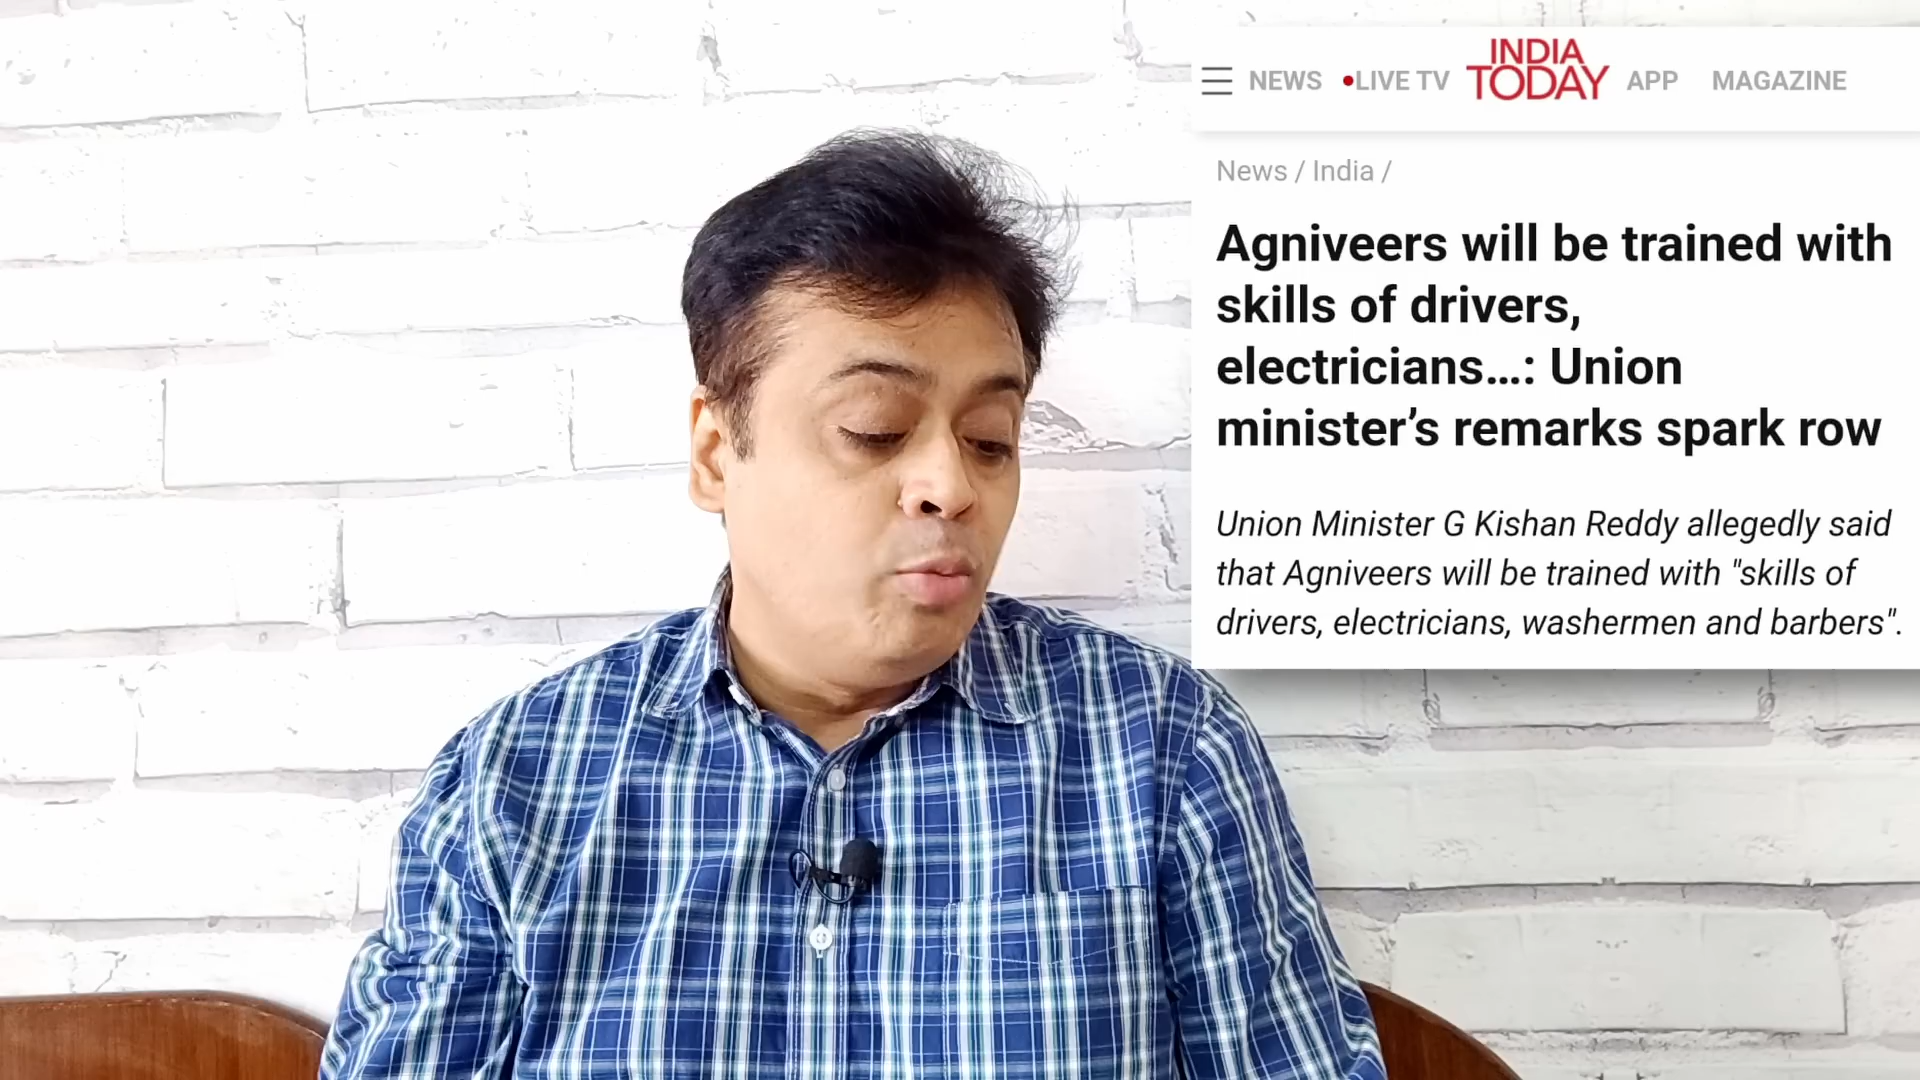 NEWS LIVE TV INDIA TODAY APP MAGAZINE
News / India /
Agniveers will be trained with
skills of drivers,
electricians...: Union
minister’s remarks spark row
Union Minister G Kishan Reddy allegedly said
that Agniveers will be trained with "skills of
drivers, electricians, washermen and barbers".